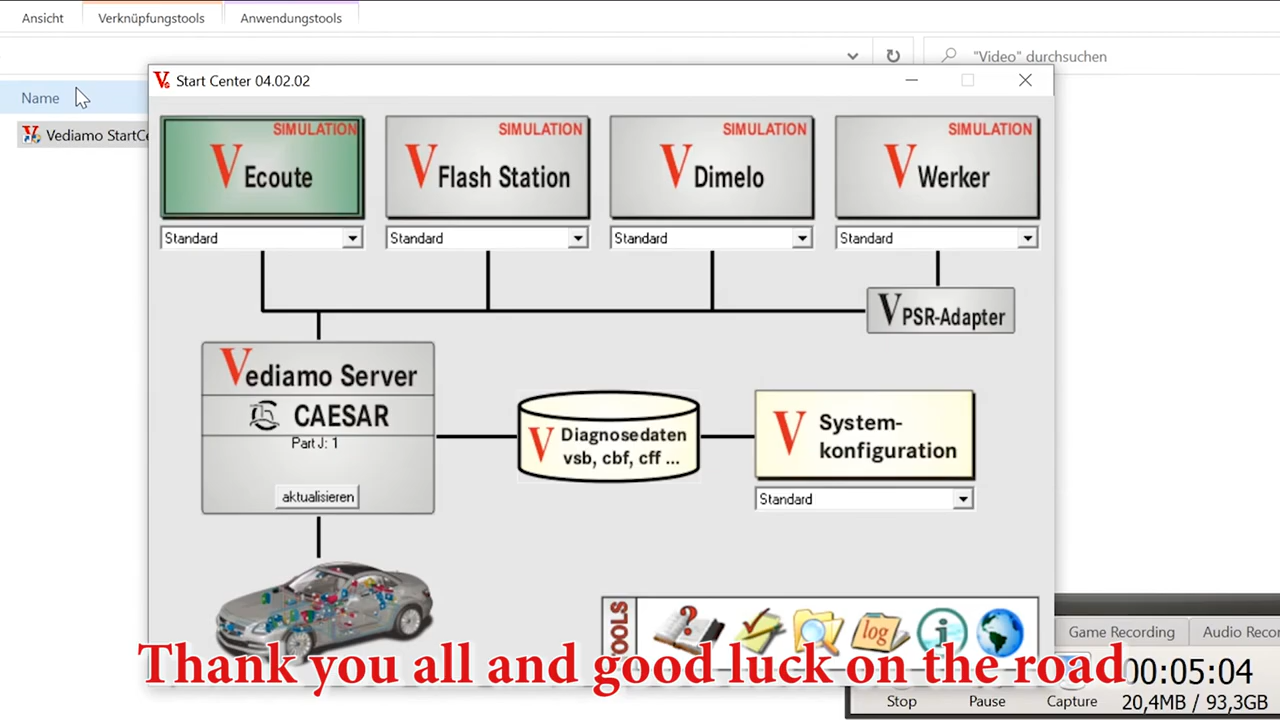 Ansicht
Verknüpfungstools
Anwendungstools
"Video" durchsuchen
Name
Vediamo StartCe
Start Center 04.02.02
SIMULATION
V Ecoute
SIMULATION
V Flash Station
SIMULATION
V Dimelo
SIMULATION
V Werker
Standard
Standard
Standard
Standard
V PSR-Adapter
Vediamo Server
CAESAR
Part J: 1
aktualisieren
V Diagnosedaten
vsb, cbf, cff ...
V System-
konfiguration
Standard
TOOLS
log
Game Recording
Audio Reco
Thank you all and good luck on the road
00:05:04
Stop
Pause
Capture
20,4MB / 93,3GB